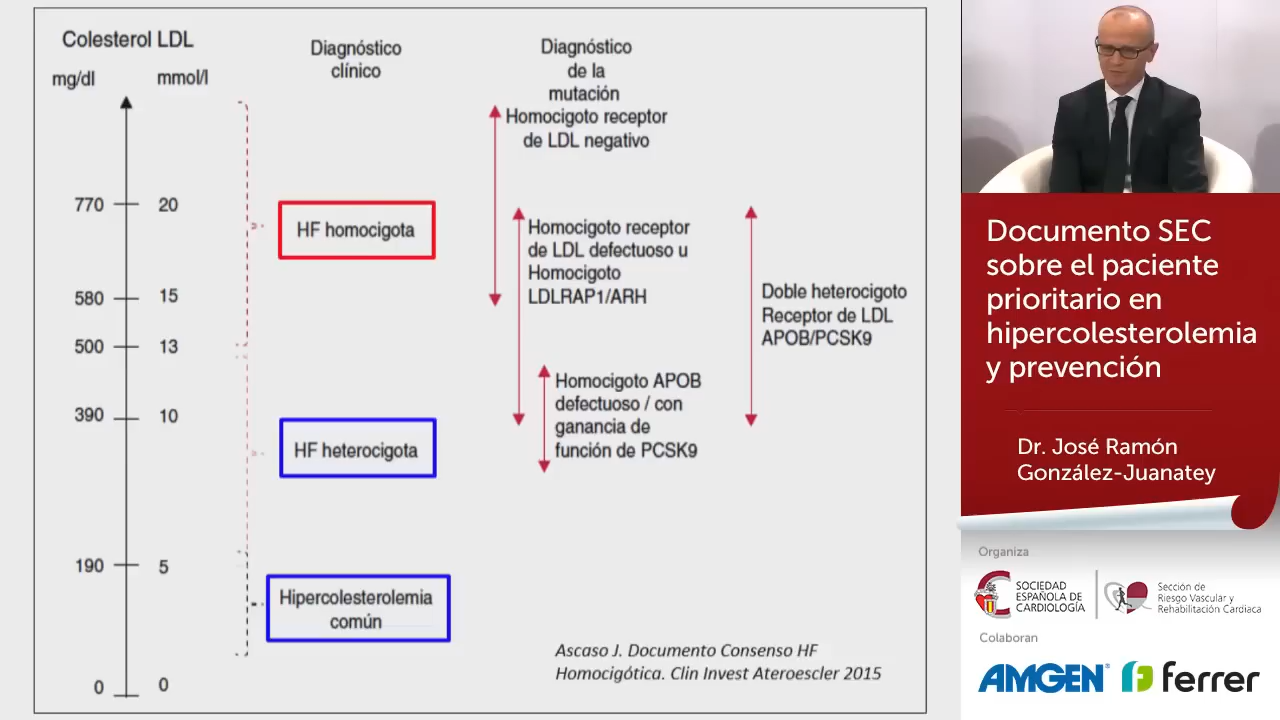 Colesterol LDL
mg/dl
mmol/l
Diagnóstico
clínico
Diagnóstico
de la
mutación
770
20
580
15
500
13
390
10
190
5
0
0
HF homocigota
HF heterocigota
Hipercolesterolemia
común
Homocigoto receptor
de LDL negativo
Homocigoto receptor
de LDL defectuoso u
Homocigoto
LDLRAP1/ARH
Homocigoto APOB
defectuoso / con
ganancia de
función de PCSK9
Doble heterocigoto
Receptor de LDL
APOB/PCSK9
Ascaso J. Documento Consenso HF
Homocigótica. Clin Invest Ateroescler 2015
Documento SEC
sobre el paciente
prioritario en
hipercolesterolemia
y prevención
Dr. José Ramón
González-Juanatey
Organiza
SOCIEDAD
ESPAÑOLA DE
CARDIOLOGÍA
Sección de
Riesgo Vascular y
Rehabilitación Cardiaca
Colaboran
AMGEN®
ferrer